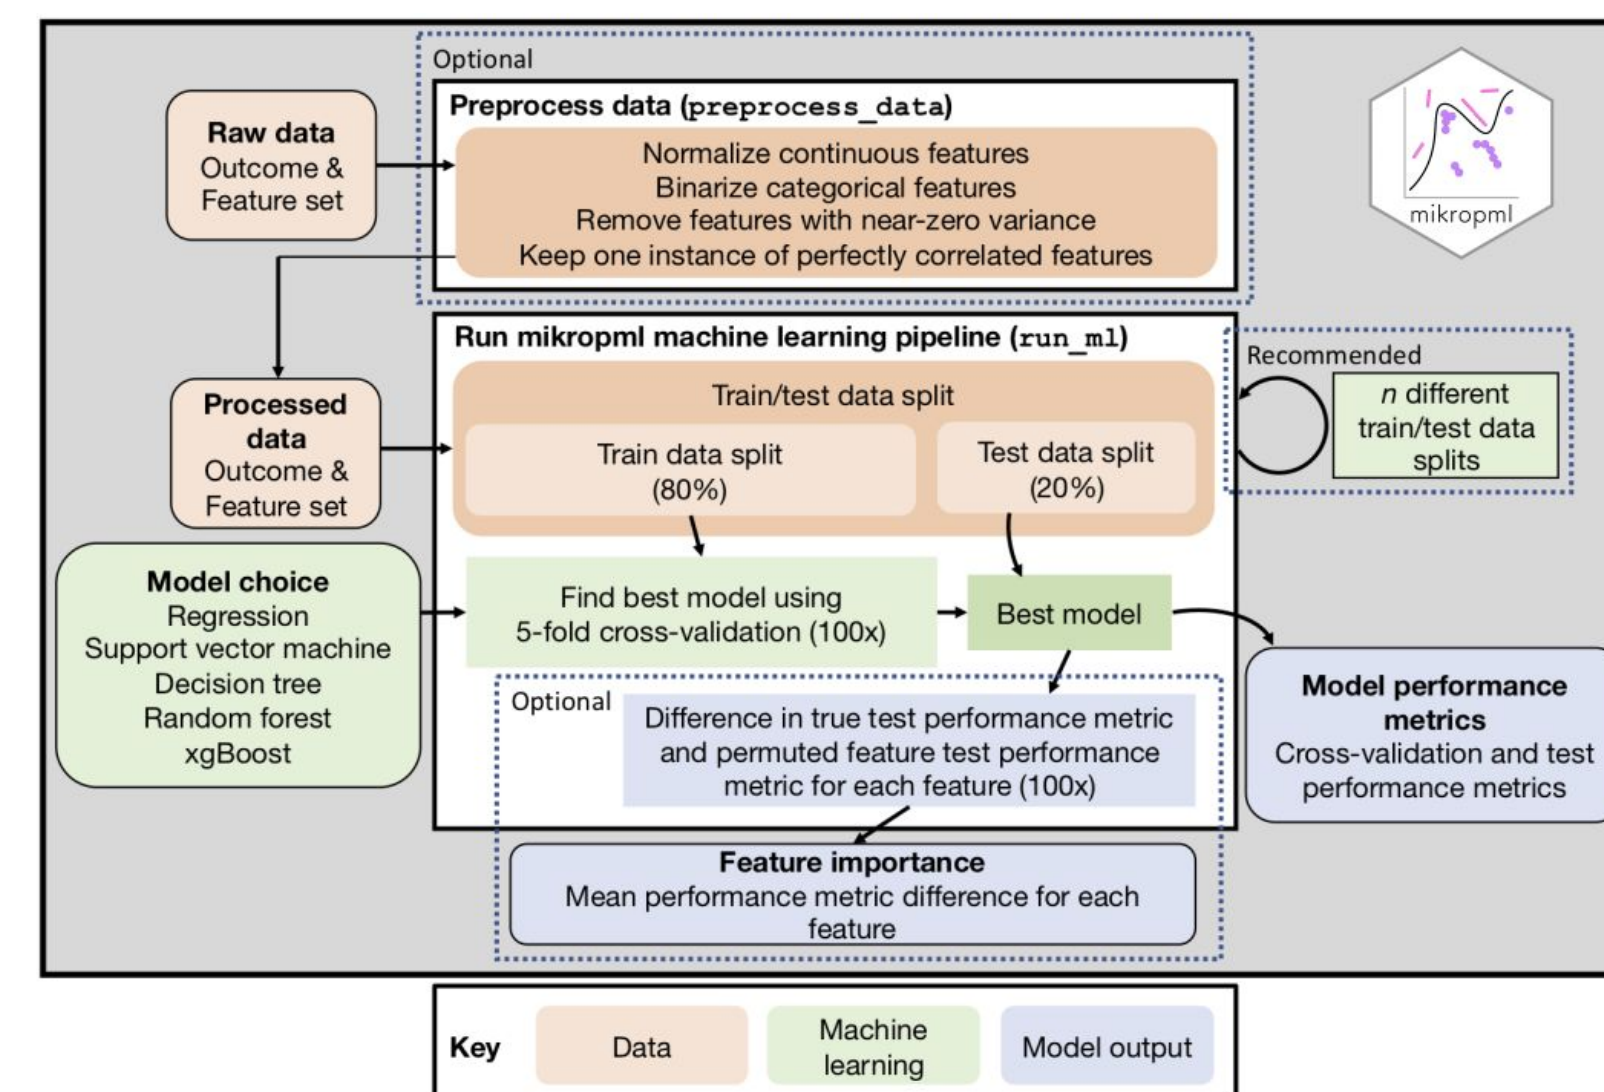 Optional
Preprocess data (preprocess_data)
Raw data
Outcome &
Feature set
Normalize continuous features
Binarize categorical features
Remove features with near-zero variance
Keep one instance of perfectly correlated features
mikropml
Run mikropml machine learning pipeline (run_ml)
Recommended
n different
train/test data
splits
Processed
data
Outcome &
Feature set
Train/test data split
Train data split
(80%)
Test data split
(20%)
Model choice
Regression
Support vector machine
Decision tree
Random forest
xgBoost
Find best model using
5-fold cross-validation (100x)
Best model
Optional
Difference in true test performance metric
and permuted feature test performance
metric for each feature (100x)
Model performance
metrics
Cross-validation and test
performance metrics
Feature importance
Mean performance metric difference for each
feature
Key
Data
Machine
learning
Model output